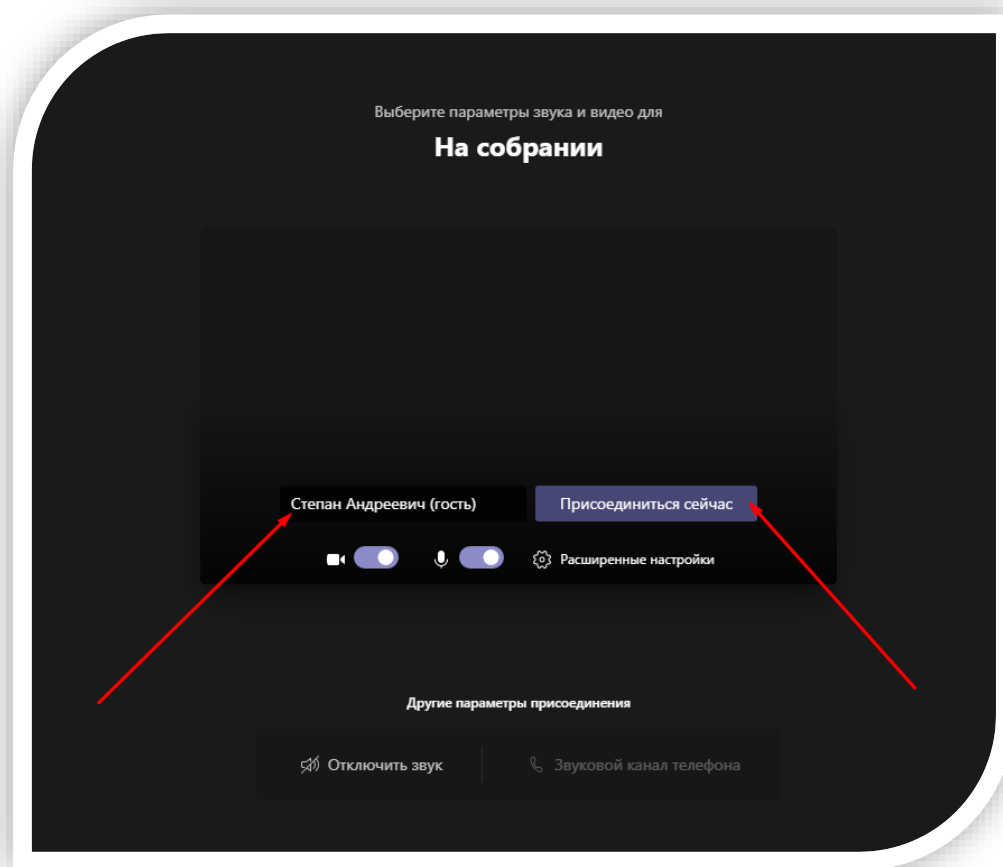 Выберите параметры звука и видео для
На собрании
Степан Андреевич (гость)
Присоединиться сейчас
Расширенные настройки
Другие параметры присоединения
Отключить звук
Звуковой канал телефона